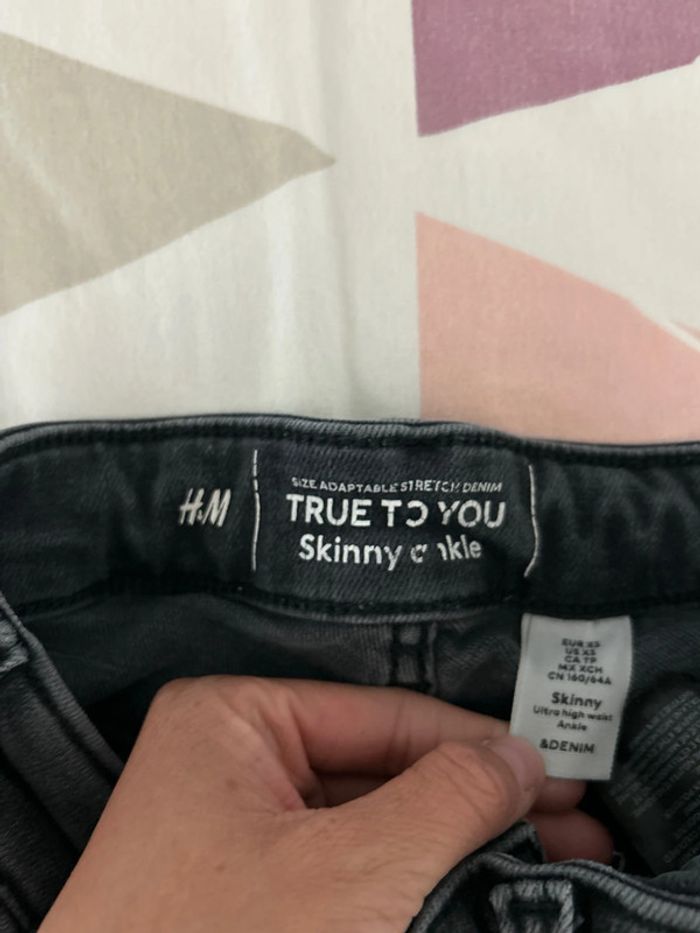 H&M
SIZE ADAPTABLE STRETCH DENIM
TRUE TO YOU
Skinny ankle
EUR XS
US XS
CA TP
MX XCH
CN 160/64A
Skinny
Ultra high waist
Ankle
&DENIM